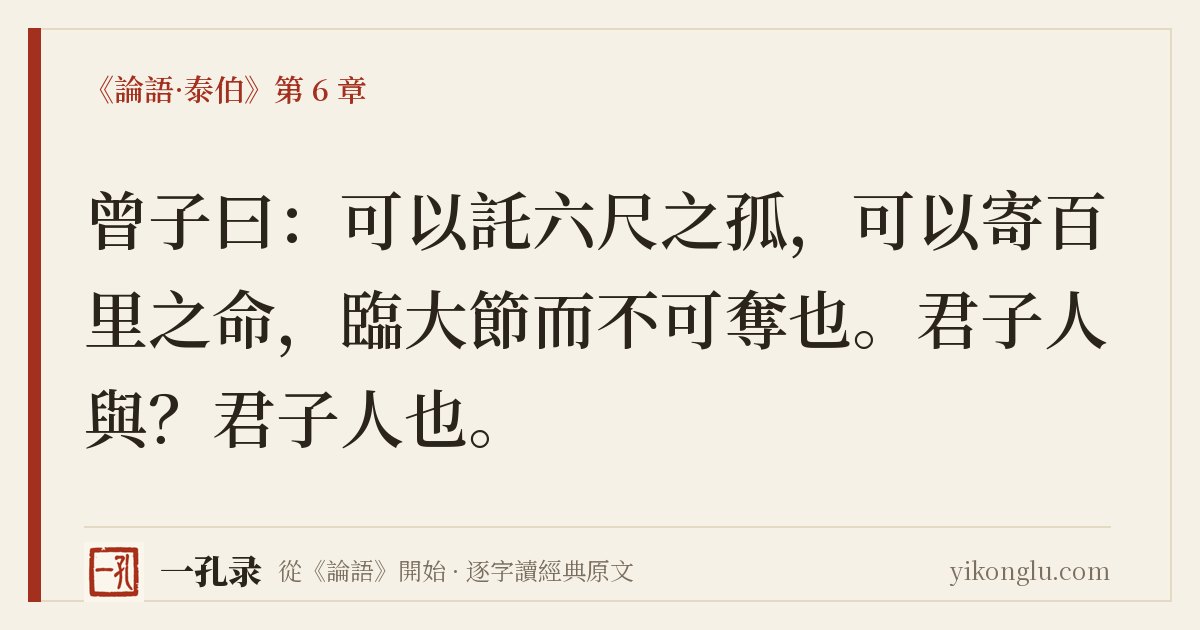 《論語·泰伯》第 6 章
曾子曰：可以託六尺之孤，可以寄百
里之命，臨大節而不可奪也。君子人
與？君子人也。
一孔 一孔录 從《論語》開始 · 逐字讀經典原文 yikonglu.com